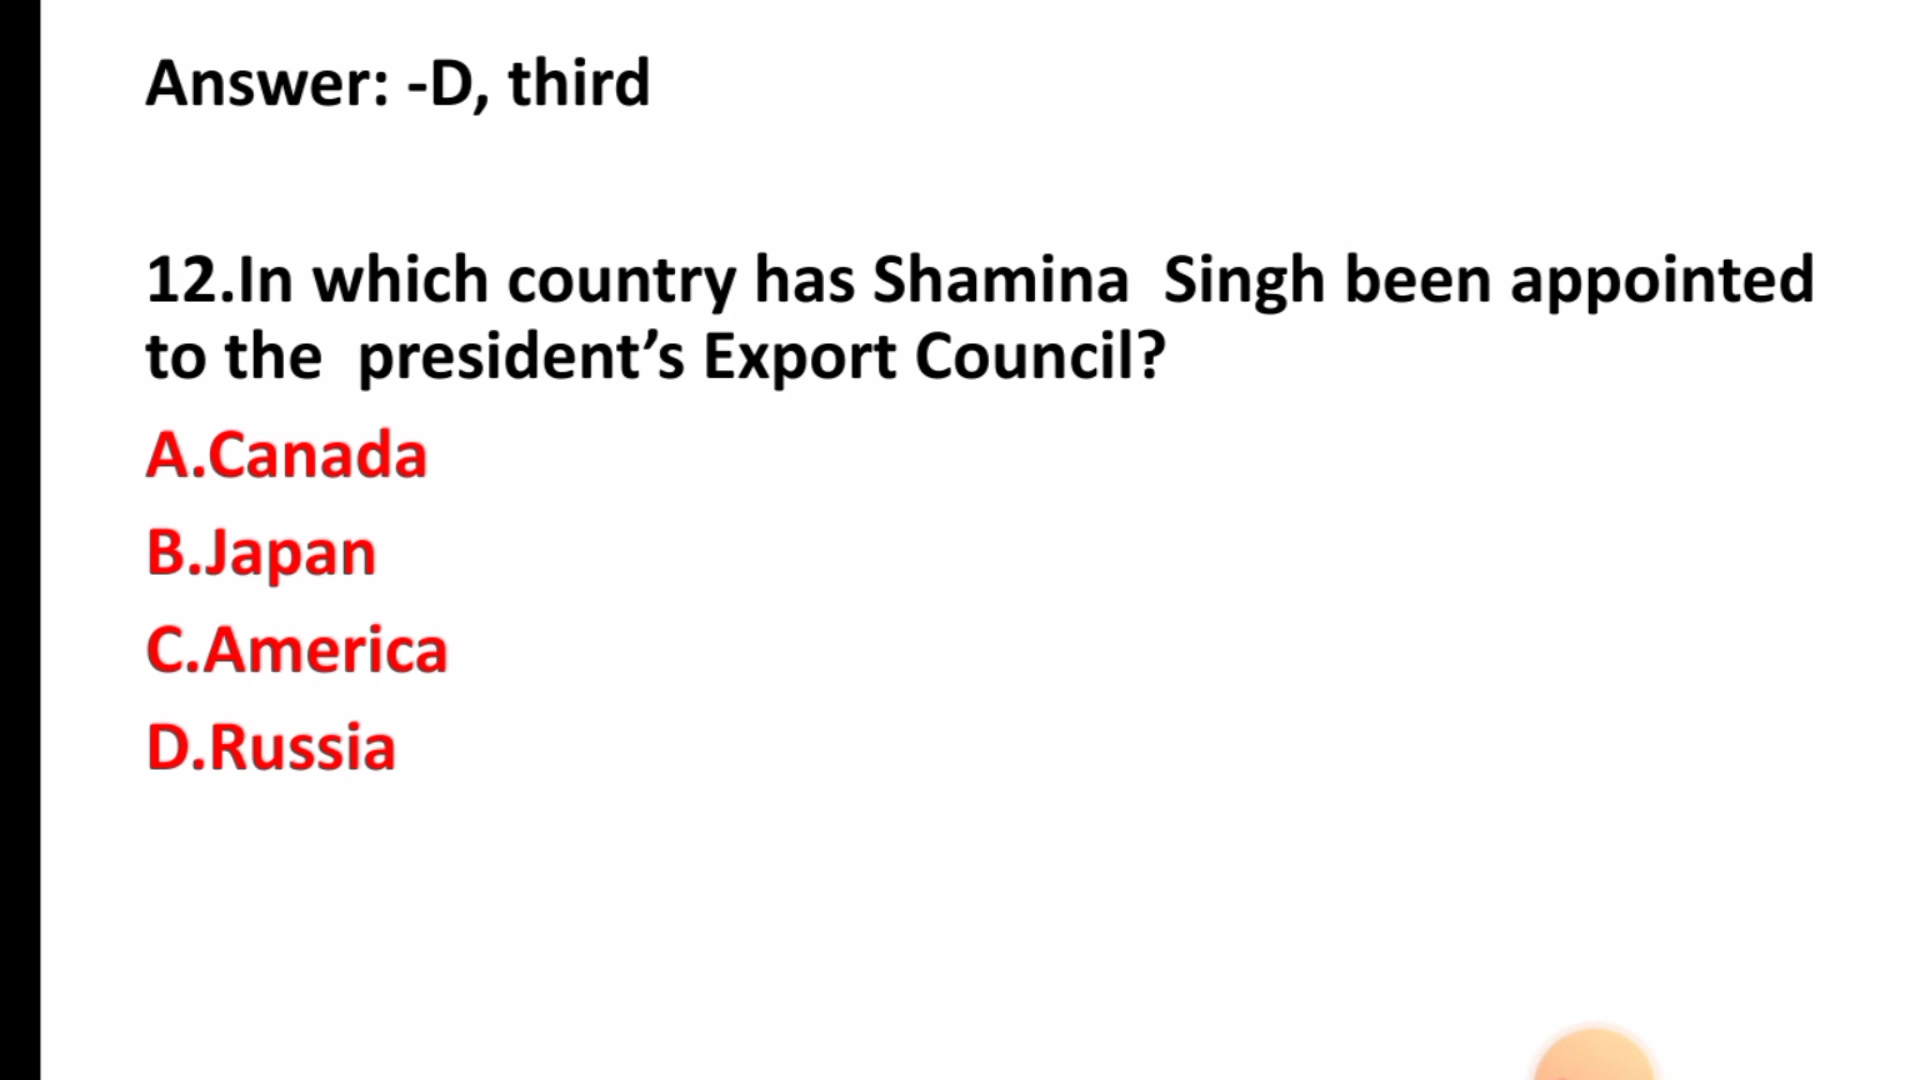 Answer: -D, third
12.In which country has Shamina  Singh been appointed
to the  president’s Export Council?
A.Canada
B.Japan
C.America
D.Russia